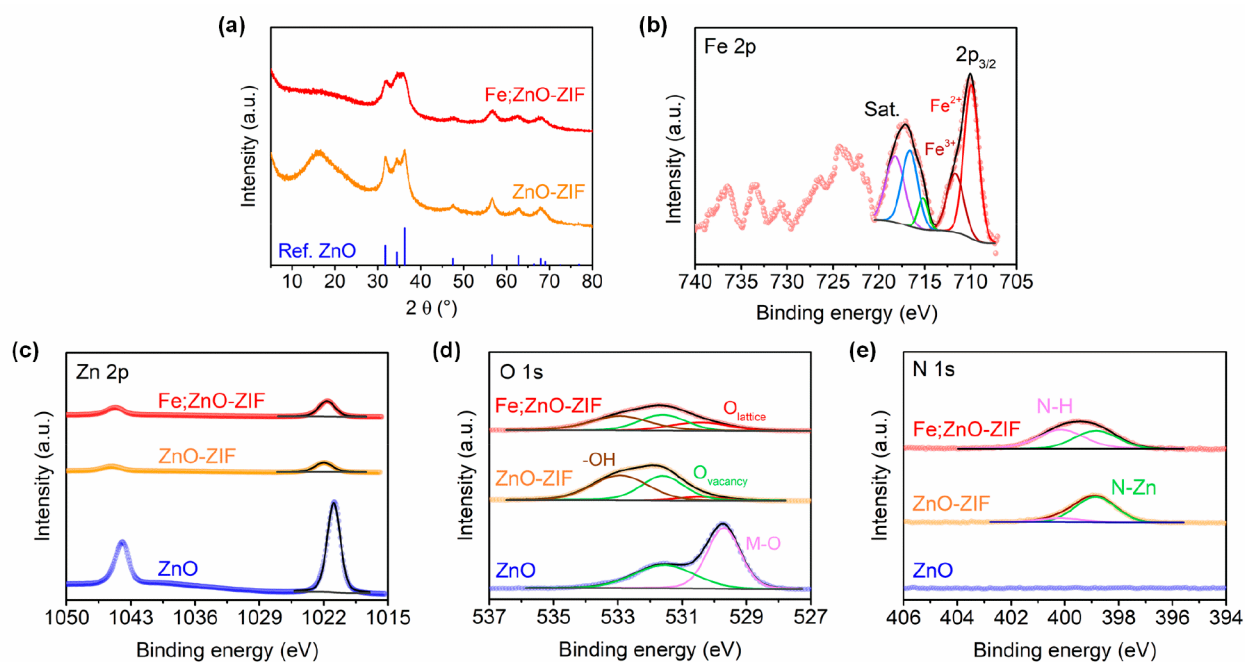 (a)
Intensity (a.u.)
Fe;ZnO-ZIF
ZnO-ZIF
Ref. ZnO
10 20 30 40 50 60 70 80
2 θ (°)
(b)
Fe 2p
Intensity (a.u.)
2p3/2
Sat.
Fe2+
Fe3+
740 735 730 725 720 715 710 705
Binding energy (eV)
(c)
Zn 2p
Intensity (a.u.)
Fe;ZnO-ZIF
ZnO-ZIF
ZnO
1050 1043 1036 1029 1022 1015
Binding energy (eV)
(d)
O 1s
Intensity (a.u.)
Fe;ZnO-ZIF
Olattice
-OH
ZnO-ZIF
Ovacancy
M-O
ZnO
537 535 533 531 529 527
Binding energy (eV)
(e)
N 1s
Intensity (a.u.)
N-H
Fe;ZnO-ZIF
N-Zn
ZnO-ZIF
ZnO
406 404 402 400 398 396 394
Binding energy (eV)